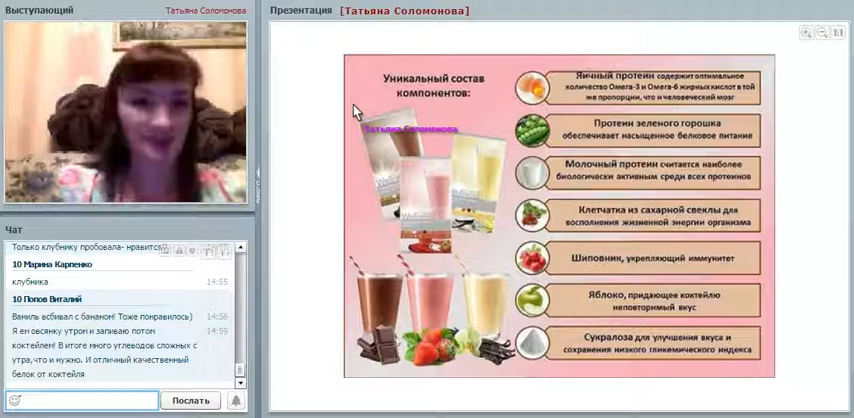 Выступающий
Татьяна Соломонова
Чат
Только клубнику пробовала- нравится
14:55
10 Марина Карпенко
клубника
14:55
10 Попов Виталий
Ваниль взбивал с бананом! Тоже понравилось)
14:56
Я ем овсянку утром и запиваю потом
14:59
коктейлем! В итоге много углеводов сложных с
утра,что и нужно. И отличный качественный
белок от коктейля
Послать
Презентация [Татьяна Соломонова]
1:1
Уникальный состав
компонентов:
Татьяна Соломонова
Яичный протеин содержит оптимальное
количество Омега-3 и Омега-6 жирных кислот в той
же пропорции, что и человеческий мозг
Протеин зеленого горошка
обеспечивает насыщенное белковое питание
Молочный протеин считается наиболее
биологически активным среди всех протеинов
Клетчатка из сахарной свеклы для
восполнения жизненной энергии организма
Шиповник, укрепляющий иммунитет
Яблоко, придающее коктейлю
неповторимый вкус
Сукралоза для улучшения вкуса и
сохранения низкого гликемического индекса